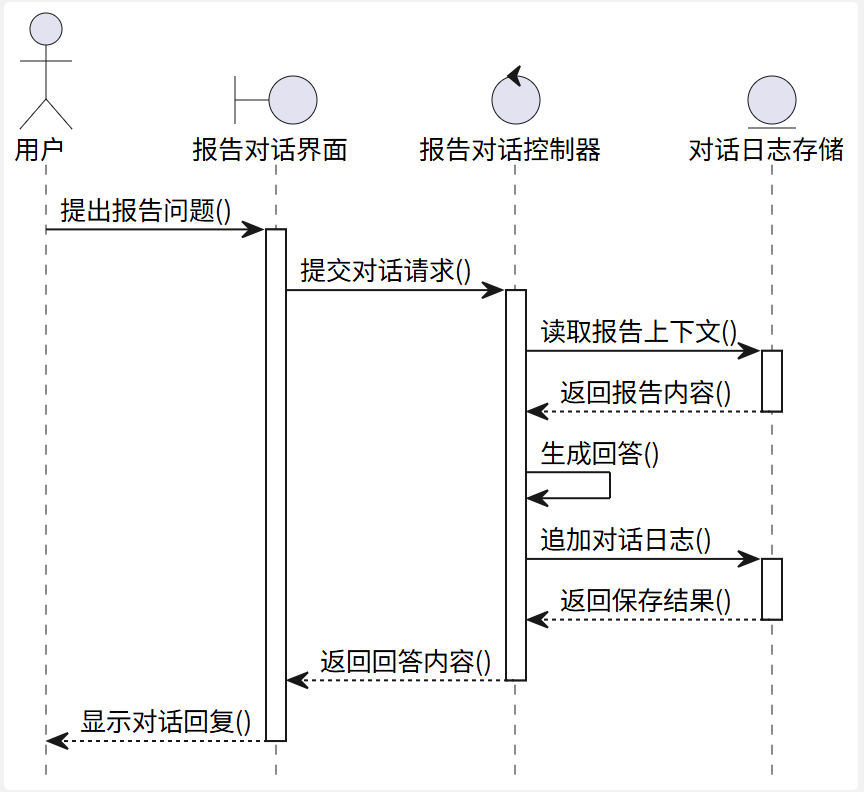 用户
报告对话界面
报告对话控制器
对话日志存储
提出报告问题()
提交对话请求()
读取报告上下文()
返回报告内容()
生成回答()
追加对话日志()
返回保存结果()
返回回答内容()
显示对话回复()